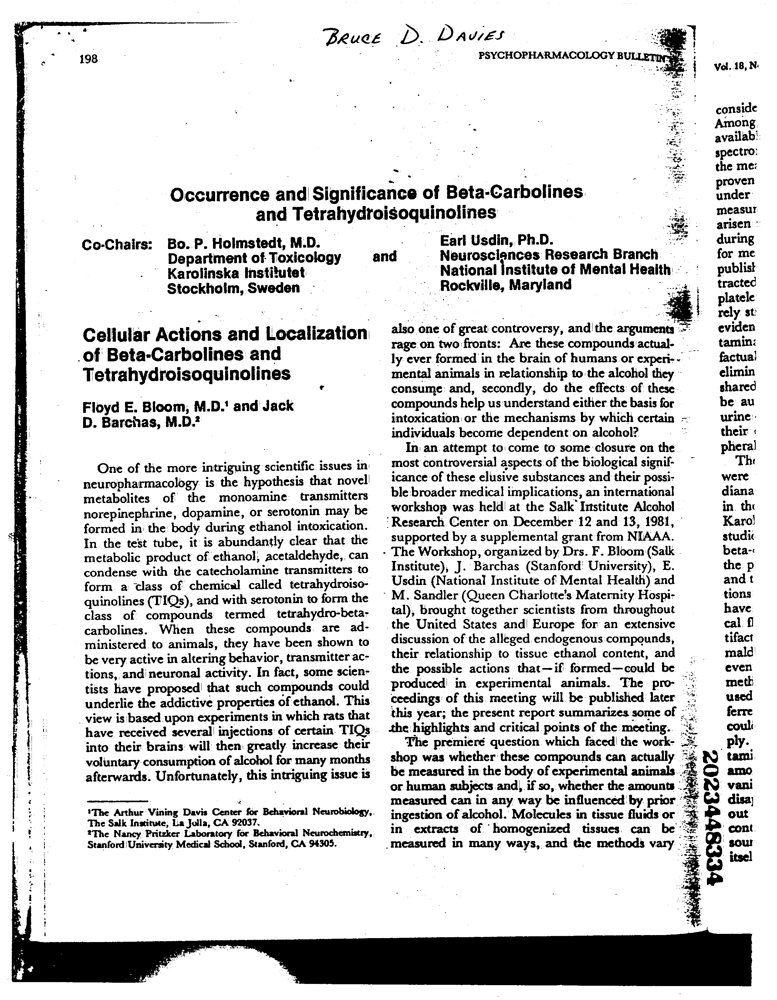 BRUCE D. DAVIES
198
PSYCHOPHARMACOLOGY BULLETIN
Vol. 18, N
Occurrence and Significance of Beta-Carbolines
and Tetrahydroisoquinolines
Co-Chairs: Bo. P. Holmstedt, M.D.
Department of Toxicology
Karolinska Institutet
Stockholm, Sweden
and
Earl Usdin, Ph.D.
Neurosciences Research Branch
National Institute of Mental Health
Rockville, Maryland
Cellular Actions and Localization
of Beta-Carbolines and
Tetrahydroisoquinolines
Floyd E. Bloom, M.D.¹ and Jack
D. Barchas, M.D.²
One of the more intriguing scientific issues in
neuropharmacology is the hypothesis that novel
metabolites of the monoamine transmitters
norepinephrine, dopamine, or serotonin may be
formed in the body during ethanol intoxication.
In the test tube, it is abundantly clear that the
metabolic product of ethanol, acetaldehyde, can
condense with the catecholamine transmitters to
form a class of chemical called tetrahydroiso-
quinolines (TIQs), and with serotonin to form the
class of compounds termed tetrahydro-beta-
carbolines. When these compounds are ad-
ministered to animals, they have been shown to
be very active in altering behavior, transmitter ac-
tions, and neuronal activity. In fact, some scien-
tists have proposed that such compounds could
underlie the addictive properties of ethanol. This
view is based upon experiments in which rats that
have received several injections of certain TIQs
into their brains will then greatly increase their
voluntary consumption of alcohol for many months
afterwards. Unfortunately, this intriguing issue is
¹The Arthur Vining Davis Center for Behavioral Neurobiology,
The Salk Institute, La Jolla, CA 92037.
²The Nancy Pritzker Laboratory for Behavioral Neurochemistry,
Stanford University Medical School, Stanford, CA 94305.
also one of great controversy, and the arguments
rage on two fronts: Are these compounds actual-
ly ever formed in the brain of humans or experi-
mental animals in relationship to the alcohol they
consume and, secondly, do the effects of these
compounds help us understand either the basis for
intoxication or the mechanisms by which certain
individuals become dependent on alcohol?
In an attempt to come to some closure on the
most controversial aspects of the biological signif-
icance of these elusive substances and their possi-
ble broader medical implications, an international
workshop was held at the Salk Institute Alcohol
Research Center on December 12 and 13, 1981,
supported by a supplemental grant from NIAAA.
The Workshop, organized by Drs. F. Bloom (Salk
Institute), J. Barchas (Stanford University), E.
Usdin (National Institute of Mental Health) and
M. Sandler (Queen Charlotte's Maternity Hospi-
tal), brought together scientists from throughout
the United States and Europe for an extensive
discussion of the alleged endogenous compounds,
their relationship to tissue ethanol content, and
the possible actions that—if formed—could be
produced in experimental animals. The pro-
ceedings of this meeting will be published later
this year; the present report summarizes some of
the highlights and critical points of the meeting.
The premiere question which faced the work-
shop was whether these compounds can actually
be measured in the body of experimental animals
or human subjects and, if so, whether the amounts
measured can in any way be influenced by prior
ingestion of alcohol. Molecules in tissue fluids or
in extracts of homogenized tissues can be
measured in many ways, and the methods vary
2023448334
conside
Among
availab
spectro
the me
proven
under
measur
arisen
during
for me
publish
tracted
platele
rely st
eviden
tamin
factual
elimin
shared
be au
urine
their
pheral
The
were
diana
in the
Karol
studie
beta-
the p
and t
tions
have
cal fl
tifact
mald
even
meth
used
ferre
coul
ply.
tami
amo
vani
disa
out
cont
sour
itsel